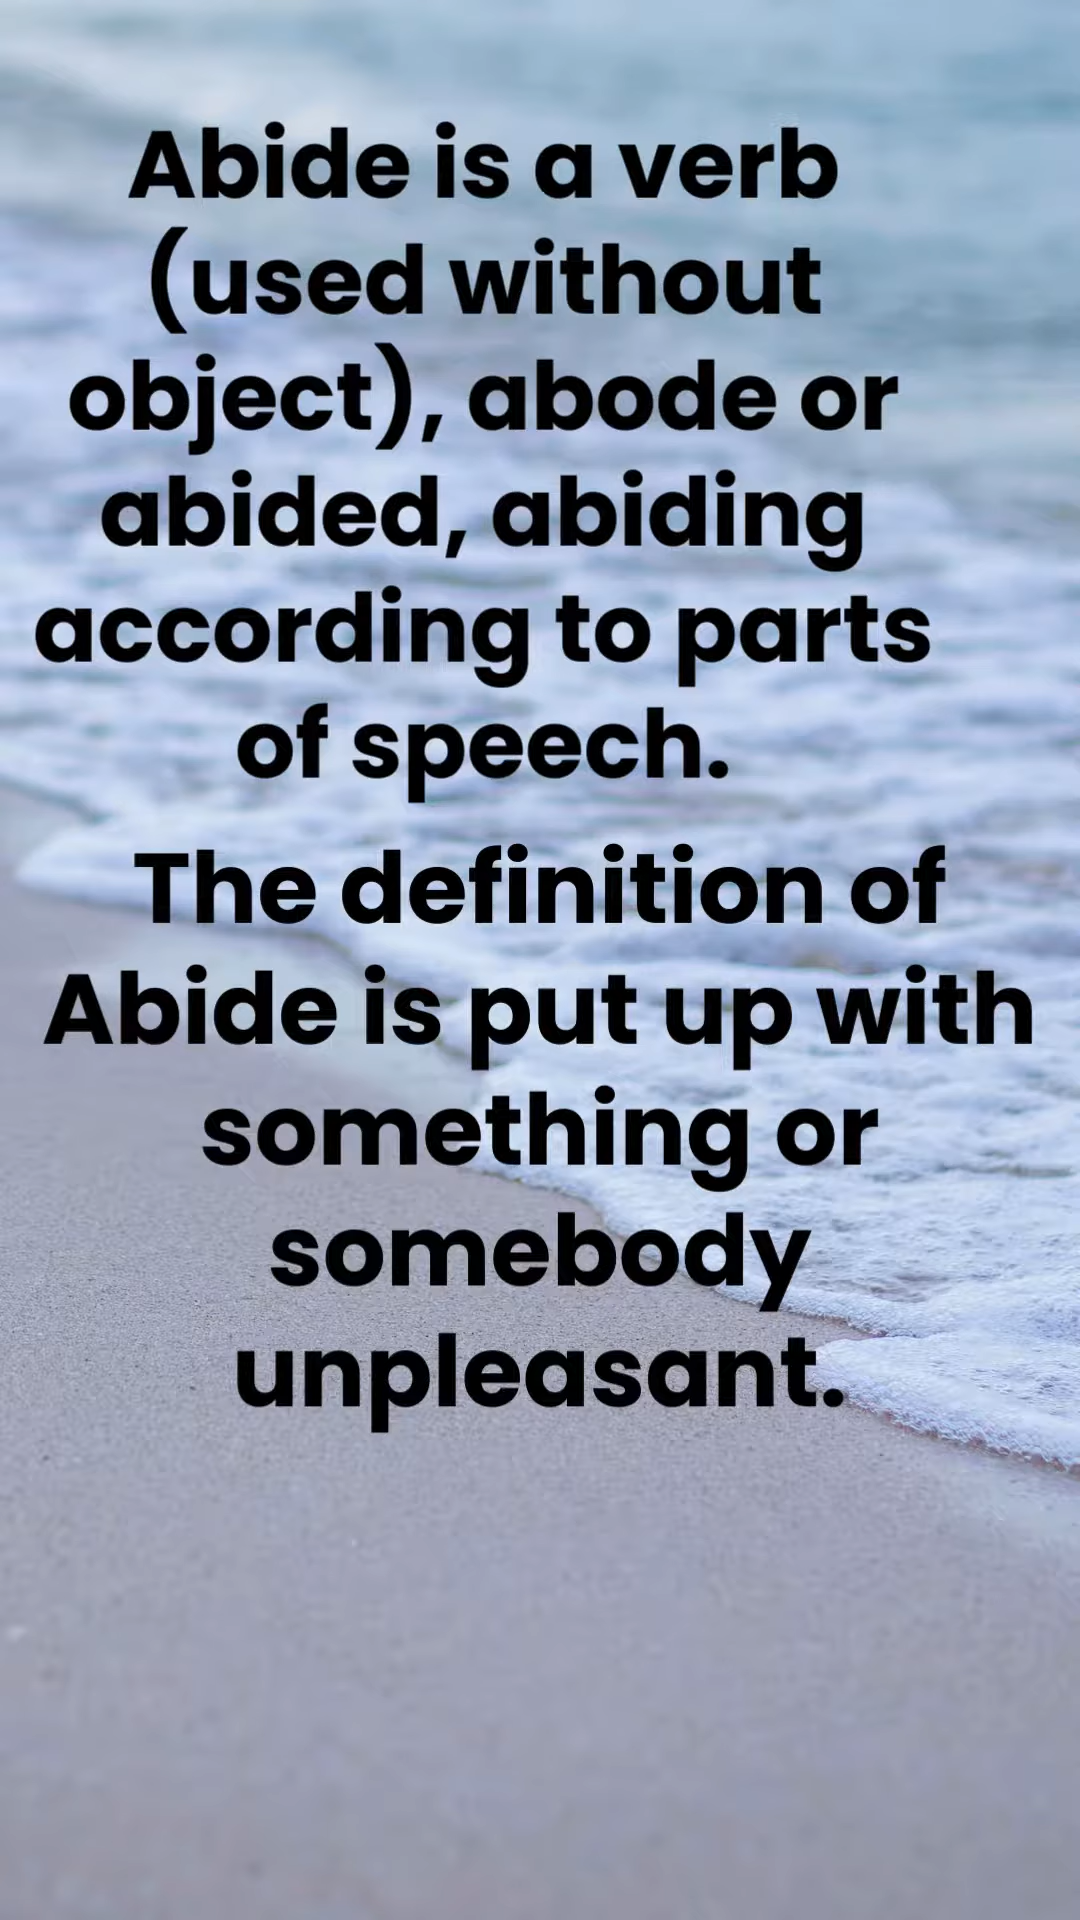 Abide is a verb
(used without
object), abode or
abided, abiding
according to parts
of speech.
The definition of
Abide is put up with
something or
somebody
unpleasant.